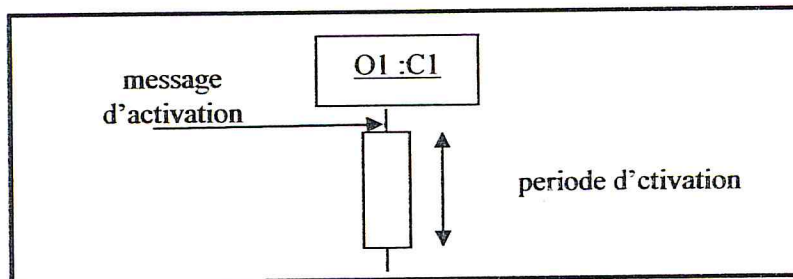 O1 :C1
message
d'activation
periode d'ctivation